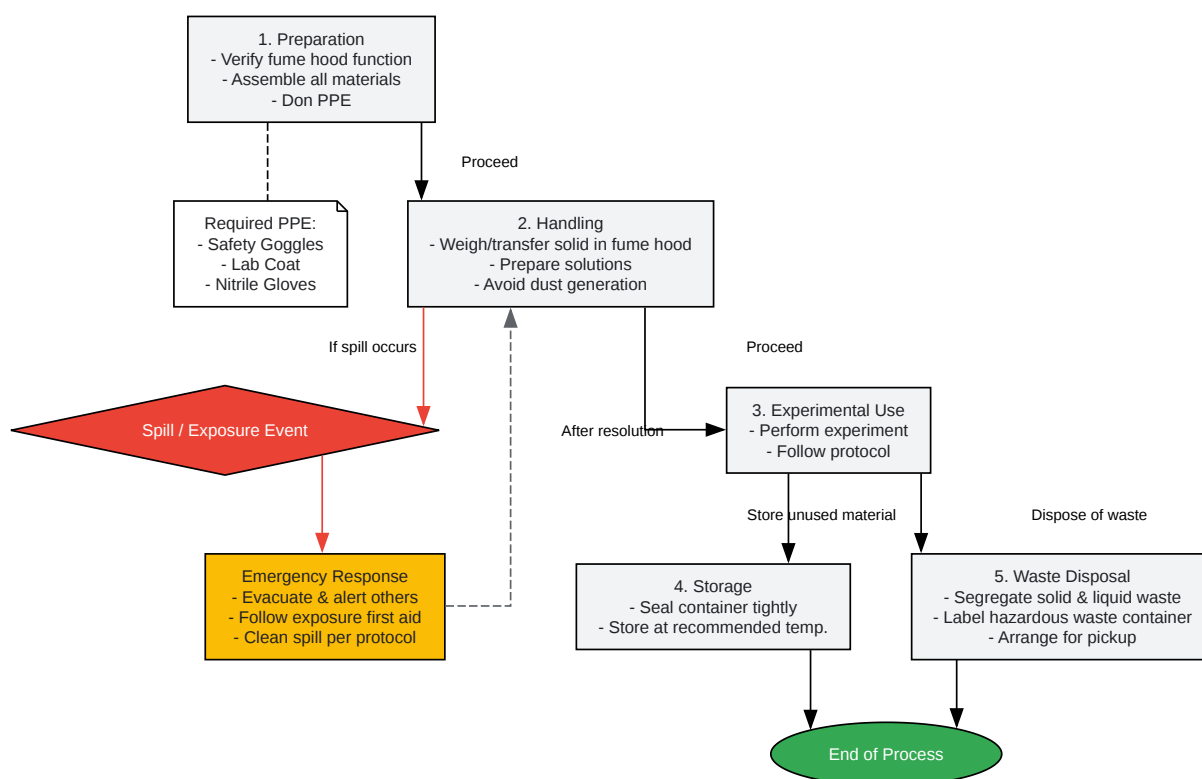 1. Preparation
- Verify fume hood function
- Assemble all materials
- Don PPE
Proceed
Required PPE:
- Safety Goggles
- Lab Coat
- Nitrile Gloves
2. Handling
- Weigh/transfer solid in fume hood
- Prepare solutions
- Avoid dust generation
If spill occurs
Proceed
Spill / Exposure Event
After resolution
3. Experimental Use
- Perform experiment
- Follow protocol
Store unused material
Dispose of waste
Emergency Response
- Evacuate & alert others
- Follow exposure first aid
- Clean spill per protocol
4. Storage
- Seal container tightly
- Store at recommended temp.
5. Waste Disposal
- Segregate solid & liquid waste
- Label hazardous waste container
- Arrange for pickup
End of Process